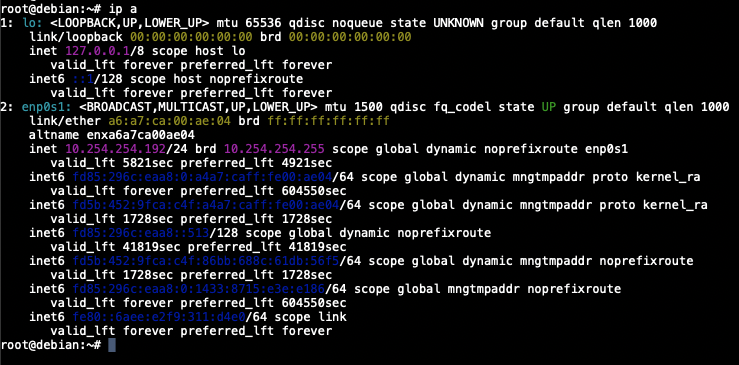 root@debian:~# ip a
1: lo: <LOOPBACK,UP,LOWER_UP> mtu 65536 qdisc noqueue state UNKNOWN group default qlen 1000
    link/loopback 00:00:00:00:00:00 brd 00:00:00:00:00:00
    inet 127.0.0.1/8 scope host lo
       valid_lft forever preferred_lft forever
    inet6 ::1/128 scope host noprefixroute
       valid_lft forever preferred_lft forever
2: enp0s1: <BROADCAST,MULTICAST,UP,LOWER_UP> mtu 1500 qdisc fq_codel state UP group default qlen 1000
    link/ether a6:a7:ca:00:ae:04 brd ff:ff:ff:ff:ff:ff
    altname enxa6a7ca00ae04
    inet 10.254.254.192/24 brd 10.254.254.255 scope global dynamic noprefixroute enp0s1
       valid_lft 5821sec preferred_lft 4921sec
    inet6 fd85:296c:eaa8:0:a4a7:caff:fe00:ae04/64 scope global dynamic mngtmpaddr proto kernel_ra
       valid_lft forever preferred_lft 604550sec
    inet6 fd5b:452:9fca:c4f:a4a7:caff:fe00:ae04/64 scope global dynamic mngtmpaddr proto kernel_ra
       valid_lft 1728sec preferred_lft 1728sec
    inet6 fd85:296c:eaa8::513/128 scope global dynamic noprefixroute
       valid_lft 41819sec preferred_lft 41819sec
    inet6 fd5b:452:9fca:c4f:86bb:688c:61db:56f5/64 scope global dynamic mngtmpaddr noprefixroute
       valid_lft 1728sec preferred_lft 1728sec
    inet6 fd85:296c:eaa8:0:1433:8715:e3e:e186/64 scope global mngtmpaddr noprefixroute
       valid_lft forever preferred_lft 604550sec
    inet6 fe80::6aee:e2f9:311:d4e0/64 scope link
       valid_lft forever preferred_lft forever
root@debian:~#